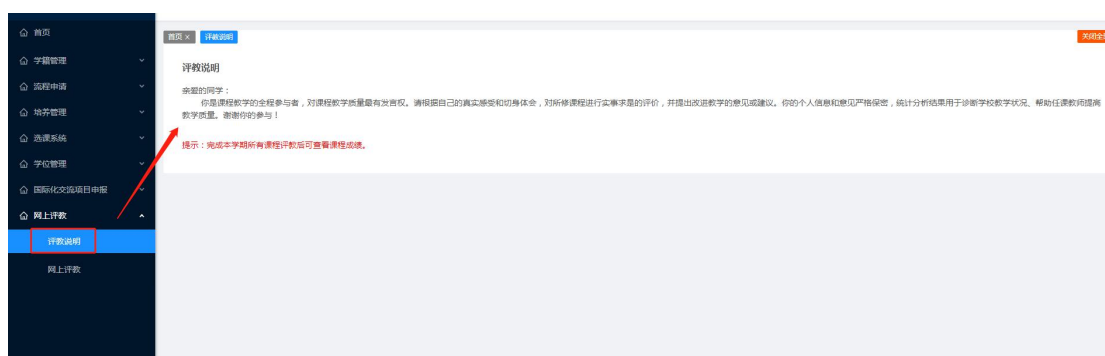 首页
学籍管理
流程申请
培养管理
选课系统
学位管理
国际化交流项目申报
网上评教
评教说明
网上评教
首页 ×
评教说明
关闭全
评教说明
亲爱的同学：
你是课程教学的全程参与者，对课程教学质量最有发言权。请根据自己的真实感受和切身体会，对所修课程进行实事求是的评价，并提出改进教学的意见或建议。你的个人信息和意见严格保密，统计分析结果用于诊断学校教学状况、帮助任课教师提高
教学质量。谢谢你的参与！
提示：完成本学期所有课程评教后可查看课程成绩。